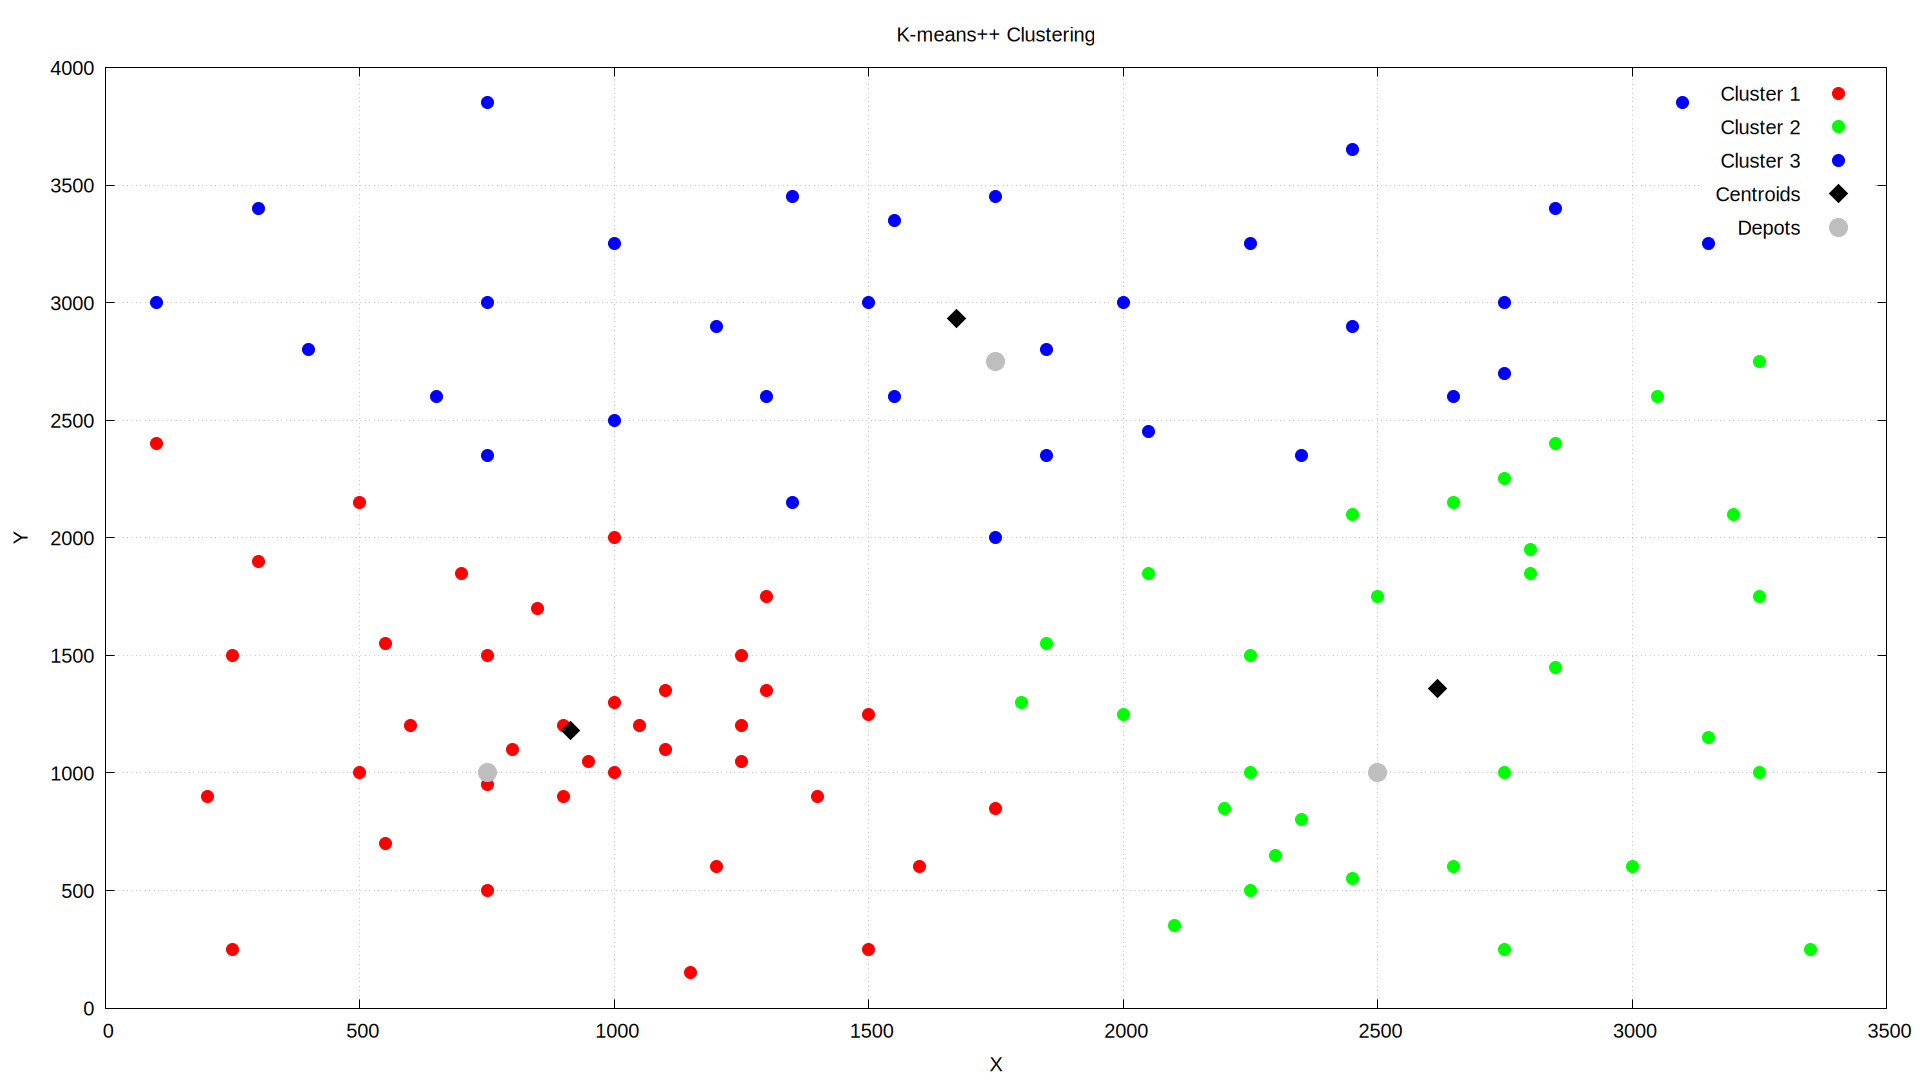 K-means++ Clustering
4000
3500
3000
2500
2000
1500
1000
500
0
Y
Cluster 1
Cluster 2
Cluster 3
Centroids
Depots
0 500 1000 1500 2000 2500 3000 3500
X